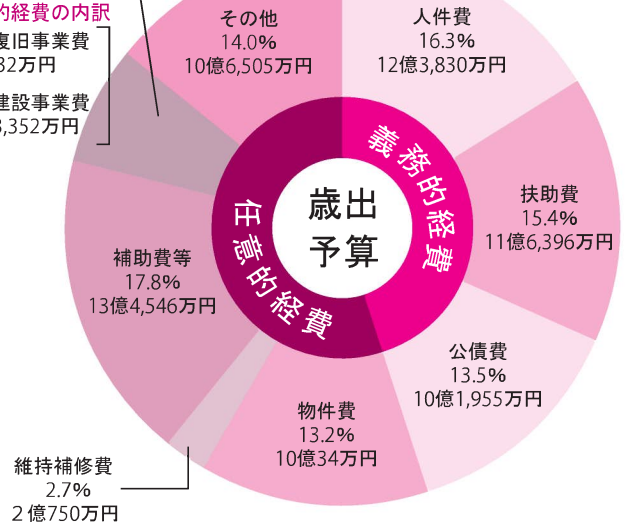 的経費の内訳
復旧事業費
32万円
建設事業費
3,352万円
その他
14.0%
10億6,505万円
人件費
16.3%
12億3,830万円
扶助費
15.4%
11億6,396万円
公債費
13.5%
10億1,955万円
物件費
13.2%
10億34万円
維持補修費
2.7%
2億750万円
補助費等
17.8%
13億4,546万円
義務的経費
任意的経費
歳出
予算